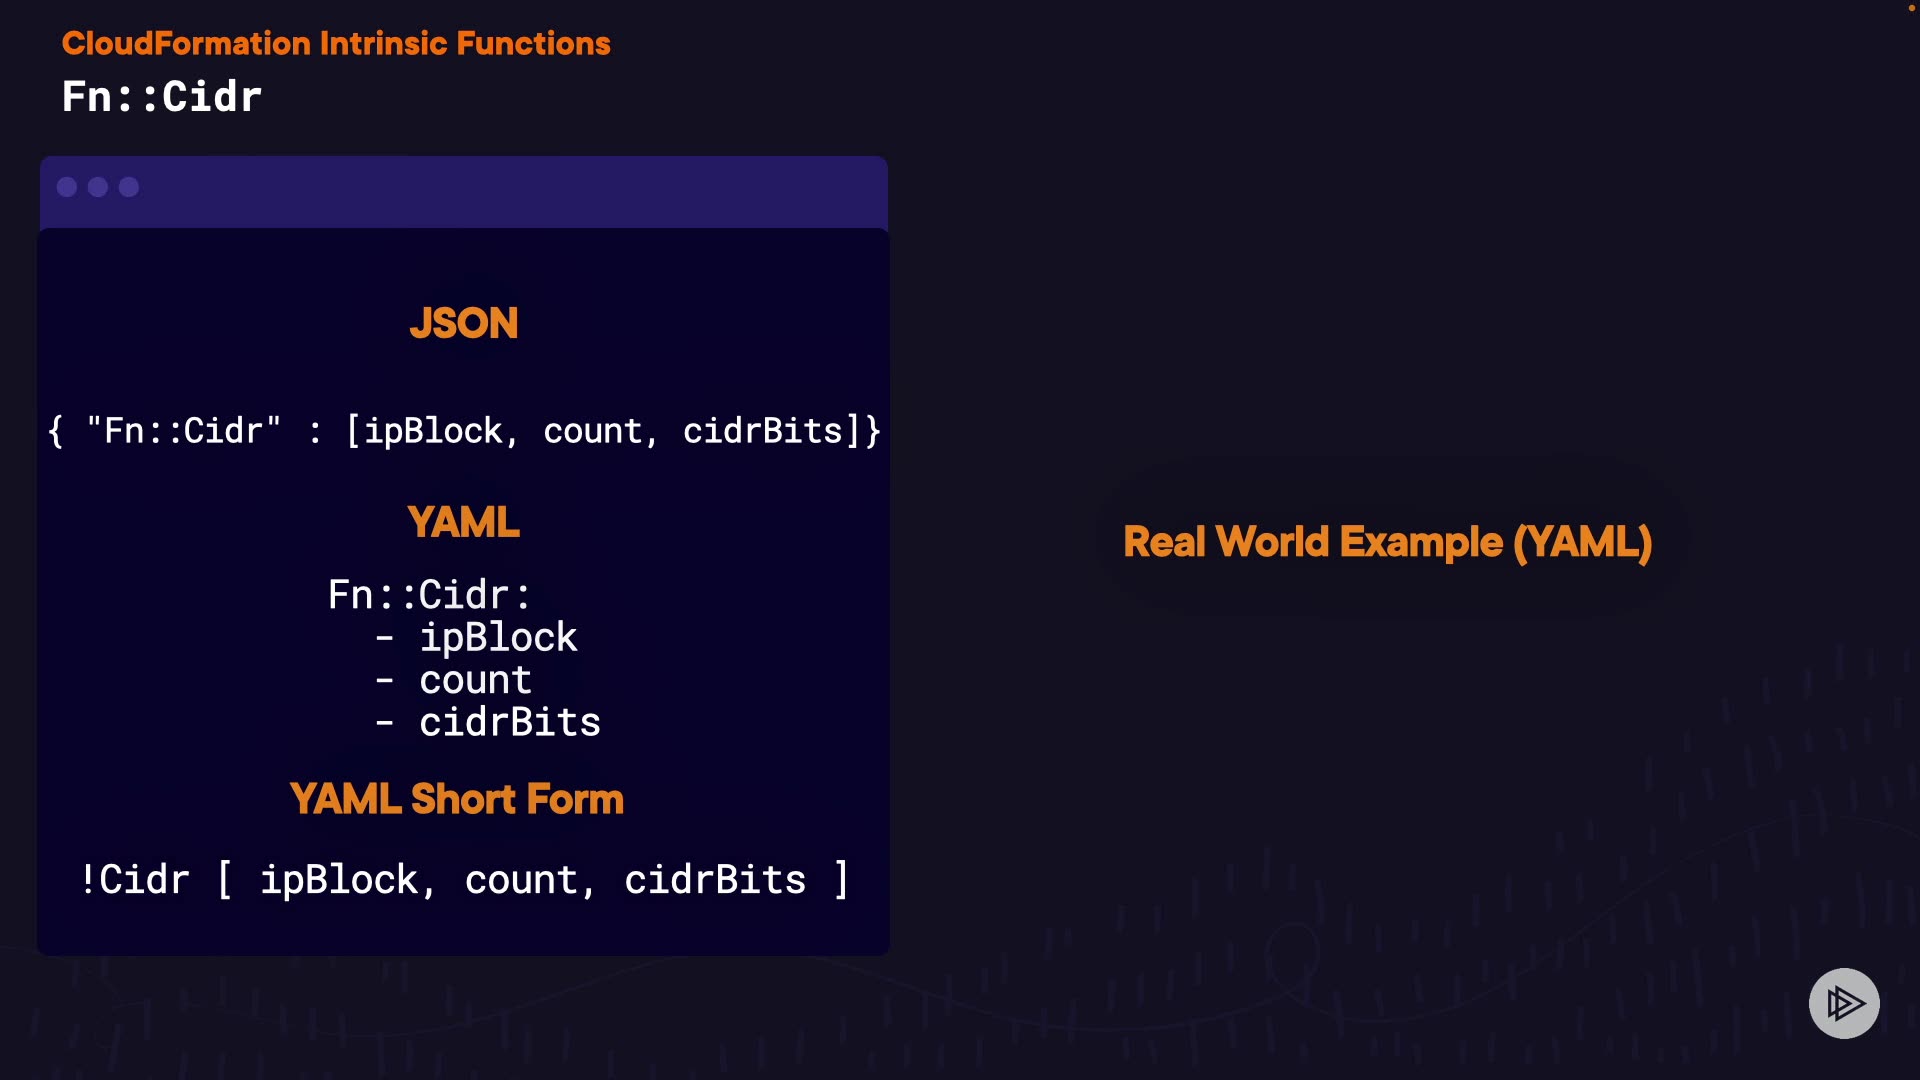 CloudFormation Intrinsic Functions
Fn::Cidr
JSON
{ "Fn::Cidr" : [ipBlock, count, cidrBits]}
YAML
Fn::Cidr:
- ipBlock
- count
- cidrBits
YAML Short Form
!Cidr [ ipBlock, count, cidrBits ]
Real World Example (YAML)